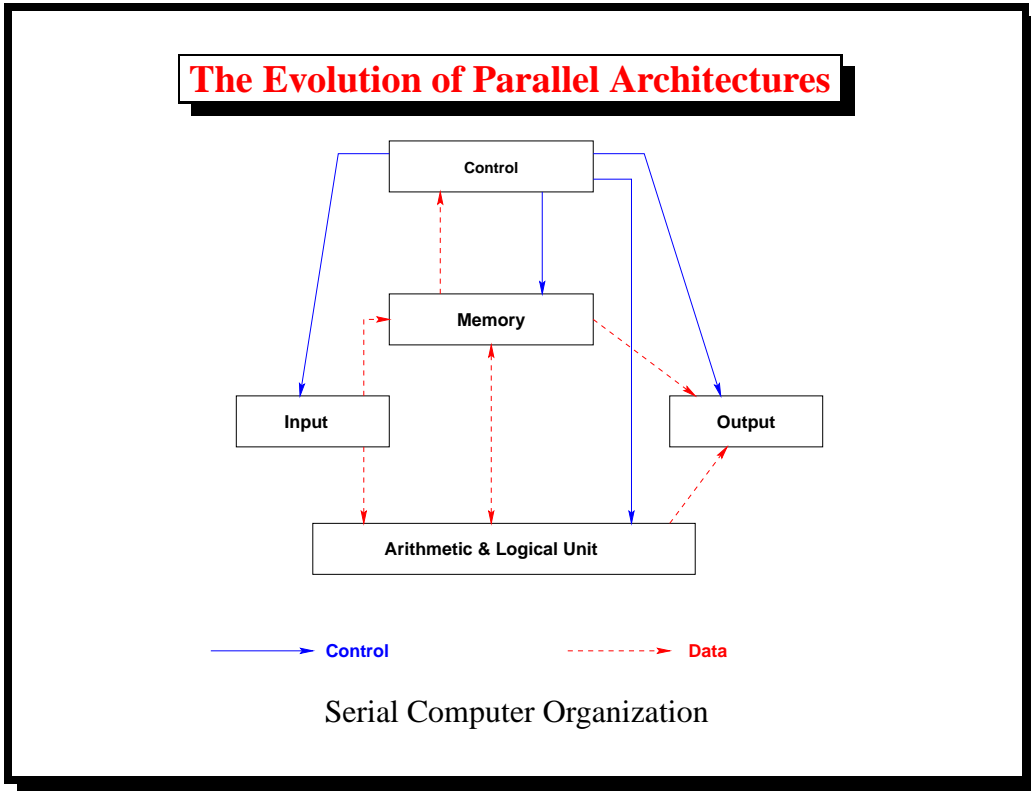 The Evolution of Parallel Architectures
Control
Memory
Input
Output
Arithmetic & Logical Unit
Control
Data
Serial Computer Organization